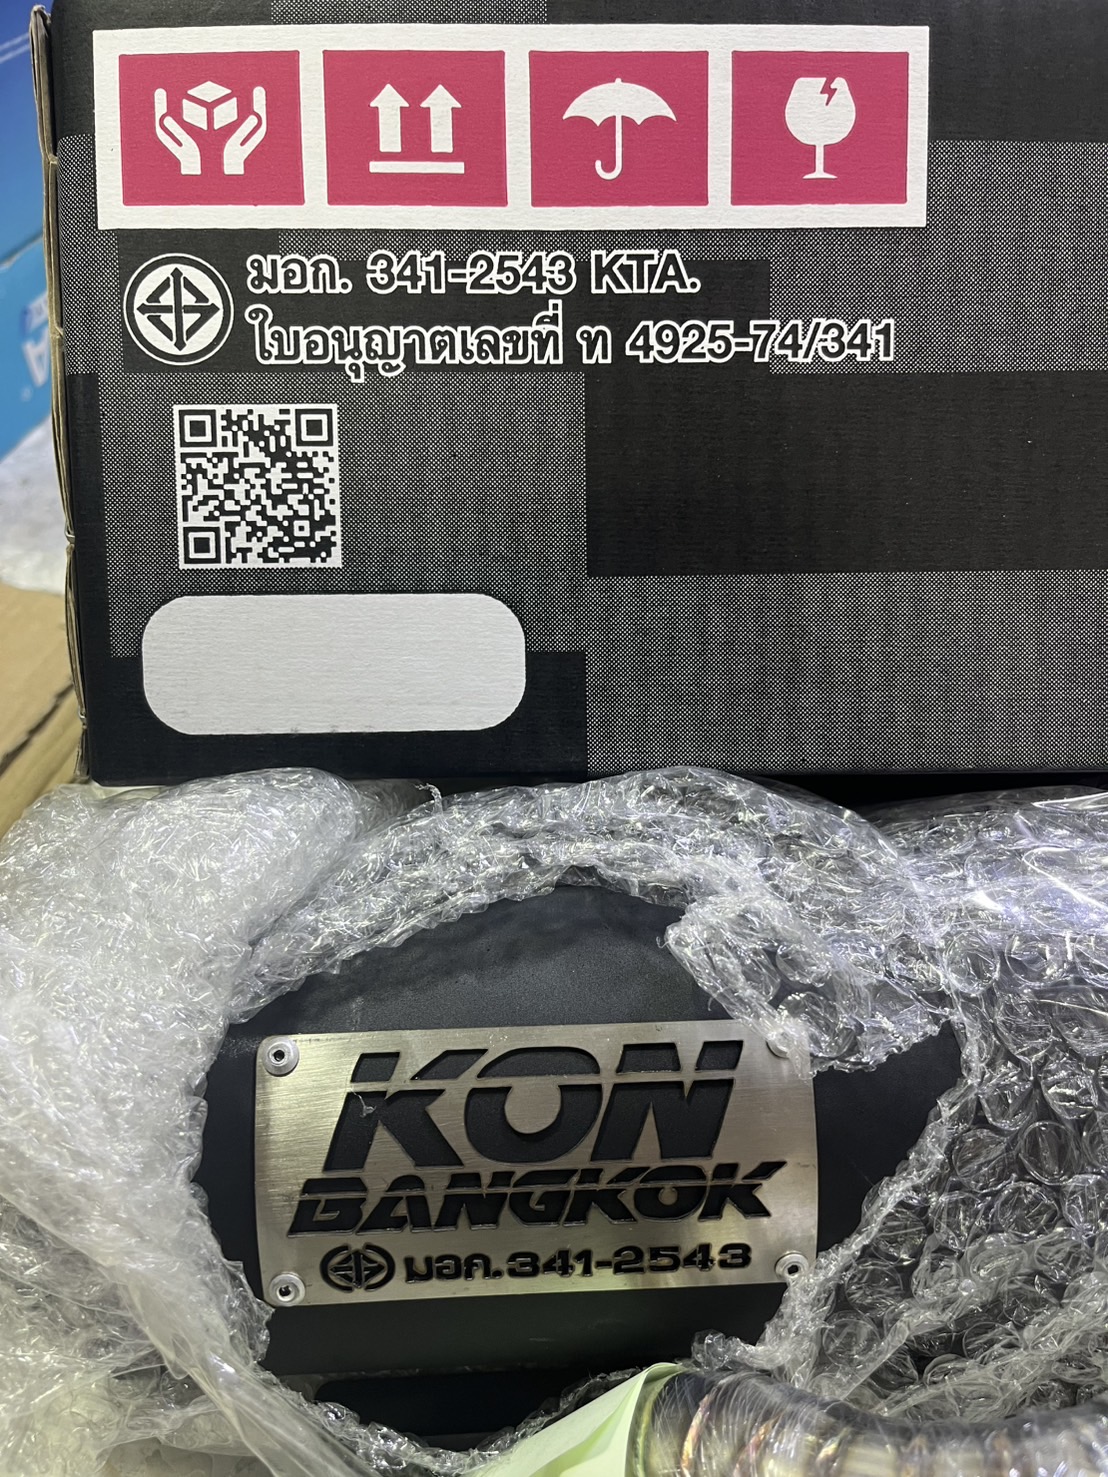 มอก. 341-2543 KTA.
ใบอนุญาตเลขที่ ท 4925-74/341
KON
BANGKOK
มอก.341-2543